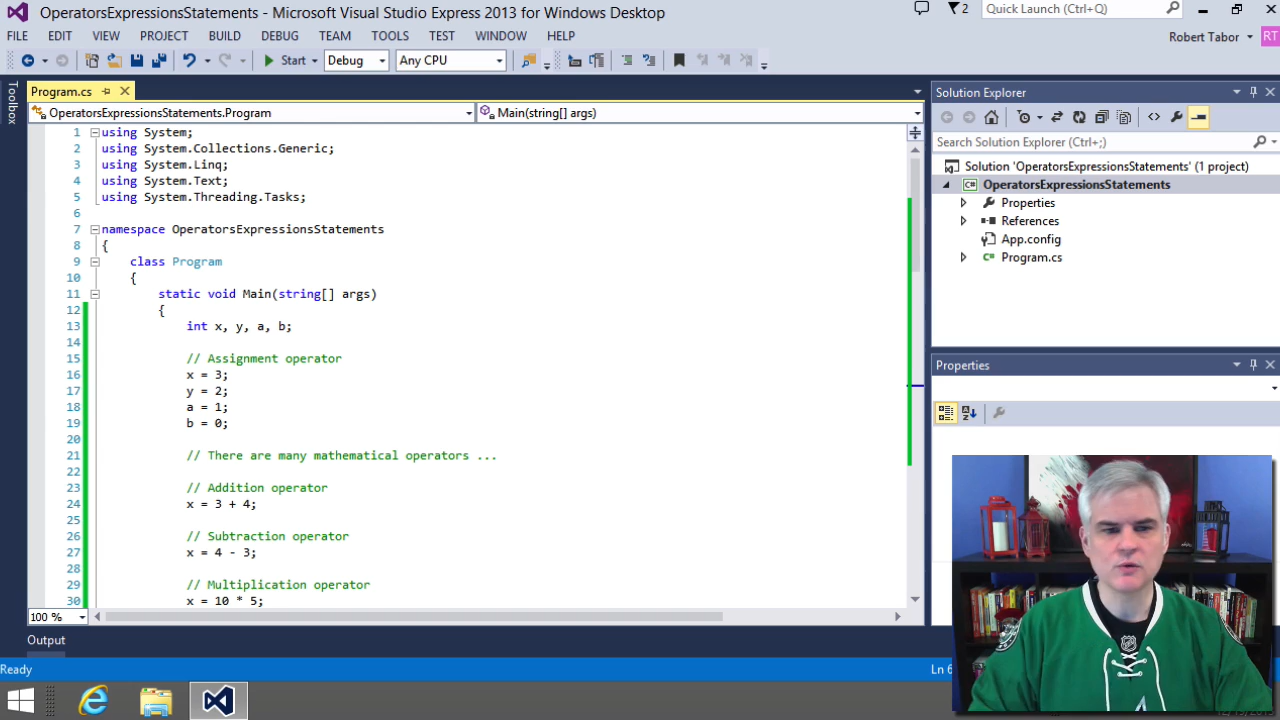 OperatorsExpressionsStatements - Microsoft Visual Studio Express 2013 for Windows Desktop
2
Quick Launch (Ctrl+Q)
FILE EDIT VIEW PROJECT BUILD DEBUG TEAM TOOLS TEST WINDOW HELP
Robert Tabor RT
Start Debug Any CPU
Toolbox
Program.cs
OperatorsExpressionsStatements.Program
Main(string[] args)
1 using System;
2 using System.Collections.Generic;
3 using System.Linq;
4 using System.Text;
5 using System.Threading.Tasks;
6
7 namespace OperatorsExpressionsStatements
8 {
9 class Program
10 {
11 static void Main(string[] args)
12 {
13 int x, y, a, b;
14
15 // Assignment operator
16 x = 3;
17 y = 2;
18 a = 1;
19 b = 0;
20
21 // There are many mathematical operators ...
22
23 // Addition operator
24 x = 3 + 4;
25
26 // Subtraction operator
27 x = 4 - 3;
28
29 // Multiplication operator
30 x = 10 * 5;
100 %
Output
Ready
Ln 6
Solution Explorer
Search Solution Explorer (Ctrl+;)
Solution 'OperatorsExpressionsStatements' (1 project)
C# OperatorsExpressionsStatements
Properties
References
App.config
C# Program.cs
Properties